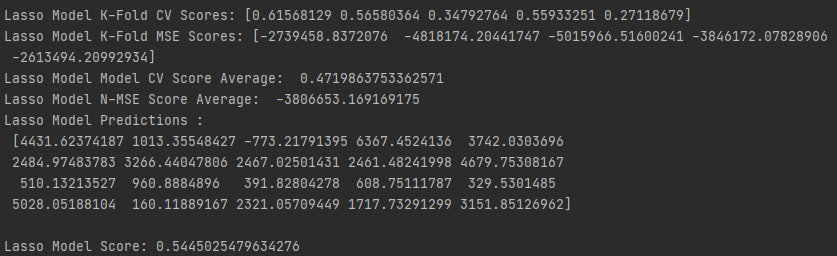 Lasso Model K-Fold CV Scores: [0.61568129 0.56580364 0.34792764 0.55933251 0.27118679]
Lasso Model K-Fold MSE Scores: [-2739458.8372076  -4818174.20441747 -5015966.51600241 -3846172.07828906
 -2613494.20992934]
Lasso Model Model CV Score Average:  0.4719863753362571
Lasso Model N-MSE Score Average:  -3806653.169169175
Lasso Model Predictions :
 [4431.62374187 1013.35548427 -773.21791395 6367.4524136  3742.0303696
 2484.97483783 3266.44047806 2467.02501431 2461.48241998 4679.75308167
  510.13213527  960.8884896   391.82804278  608.75111787  329.5301485
 5028.05188104  160.11889167 2321.05709449 1717.73291299 3151.85126962]
Lasso Model Score: 0.5445025479634276